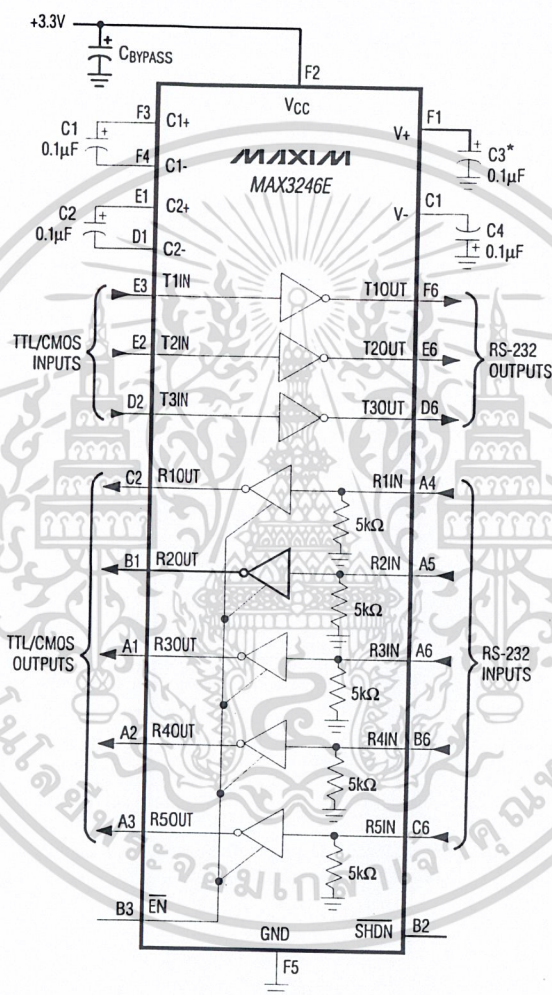 +3.3V
CBYPASS
F2
VCC
F3 C1+
C1 0.1µF
F4 C1-
F1 V+
C3* 0.1µF
MAXIM
MAX3246E
E1 C2+
C2 0.1µF
D1 C2-
C1 V-
C4 0.1µF
E3 T1IN T1OUT F6
TTL/CMOS INPUTS
E2 T2IN T2OUT E6
RS-232 OUTPUTS
D2 T3IN T3OUT D6
C2 R1OUT R1IN A4
5kΩ
B1 R2OUT R2IN A5
5kΩ
TTL/CMOS OUTPUTS
A1 R3OUT R3IN A6
RS-232 INPUTS
5kΩ
A2 R4OUT R4IN B6
5kΩ
A3 R5OUT R5IN C6
5kΩ
B3 EN
GND
SHDN B2
F5